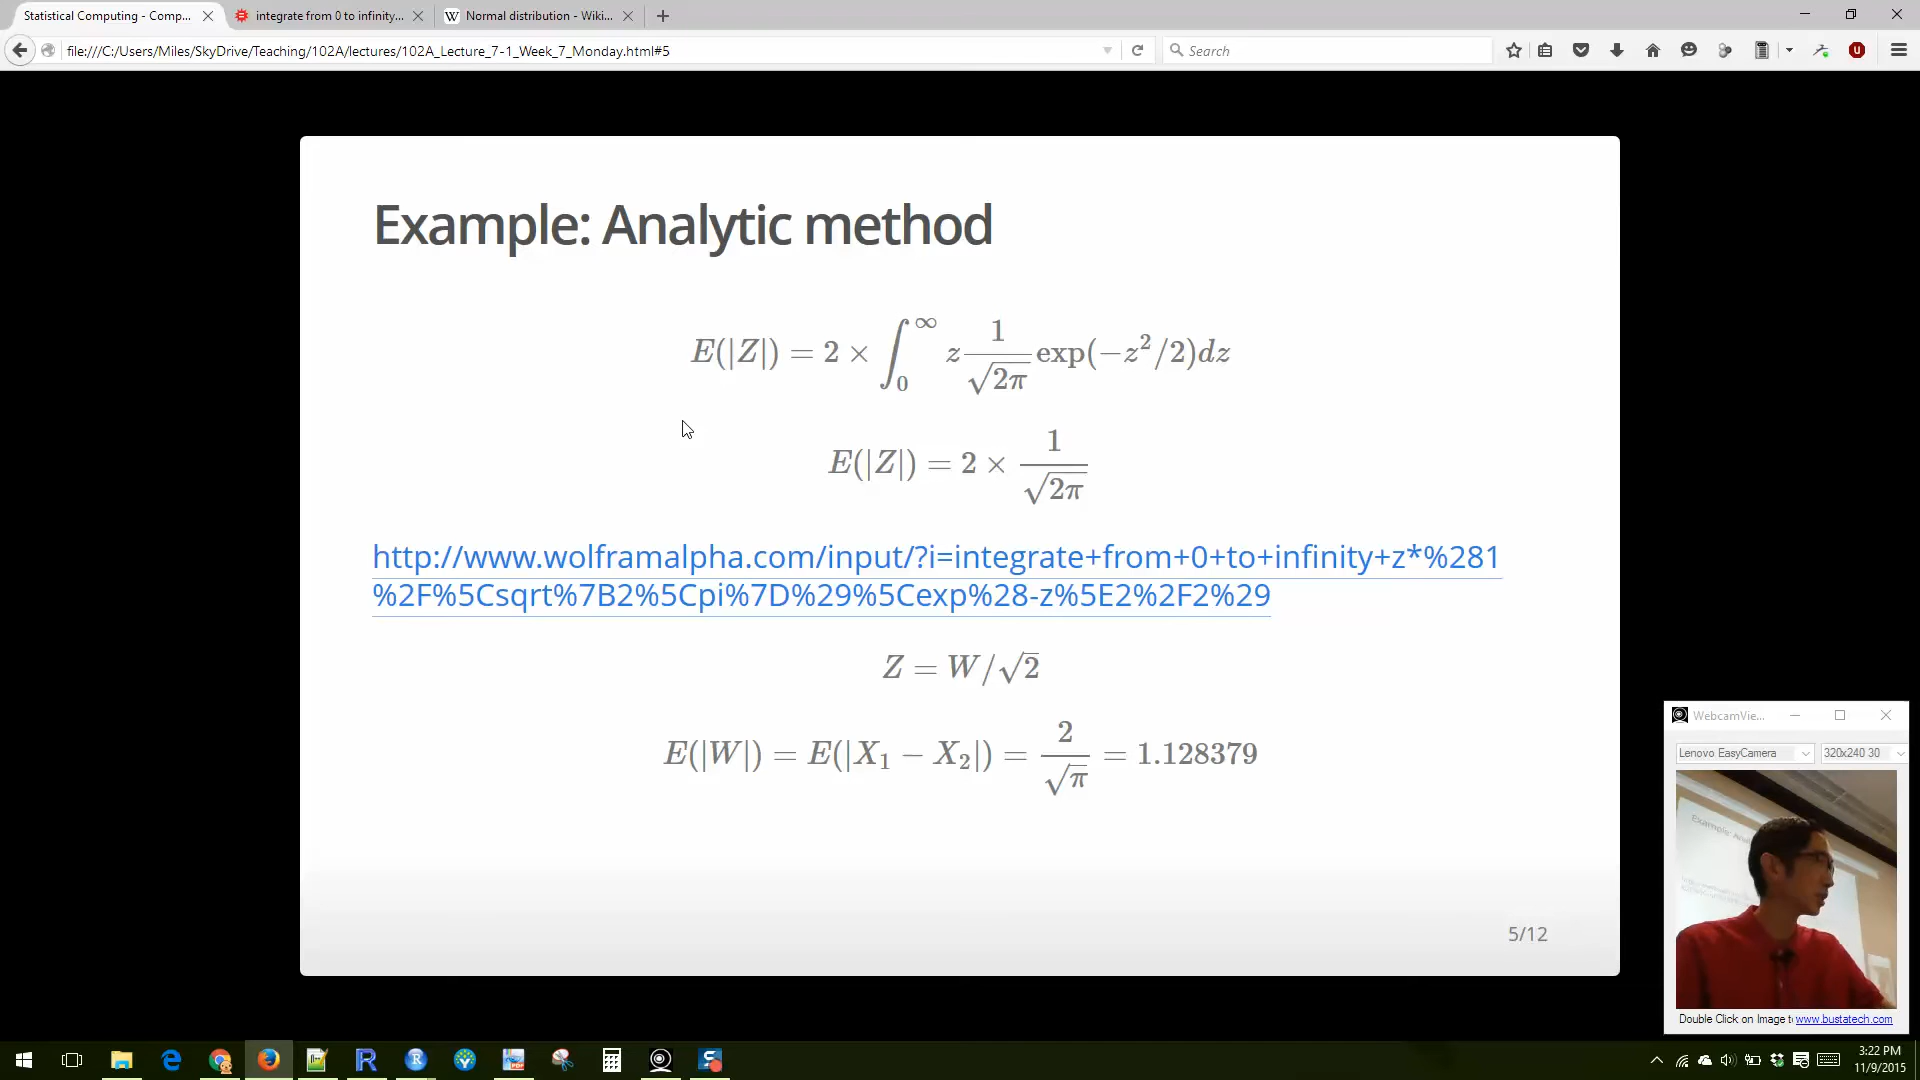 Statistical Computing - Comp...
integrate from 0 to infinity...
W Normal distribution - Wiki...
file:///C:/Users/Miles/SkyDrive/Teaching/102A/lectures/102A_Lecture_7-1_Week_7_Monday.html#5
Search
Example: Analytic method
E(|Z|) = 2 × ∫₀^∞ z 1/√2π exp(−z²/2)dz
E(|Z|) = 2 × 1/√2π
http://www.wolframalpha.com/input/?i=integrate+from+0+to+infinity+z*%281
%2F%5Csqrt%7B2%5Cpi%7D%29%5Cexp%28-z%5E2%2F2%29
Z = W/√2
E(|W|) = E(|X₁ − X₂|) = 2/√π = 1.128379
5/12
WebcamVie...
Lenovo EasyCamera
320x240 30
Double Click on Image t
www.bustatech.com
3:22 PM
11/9/2015